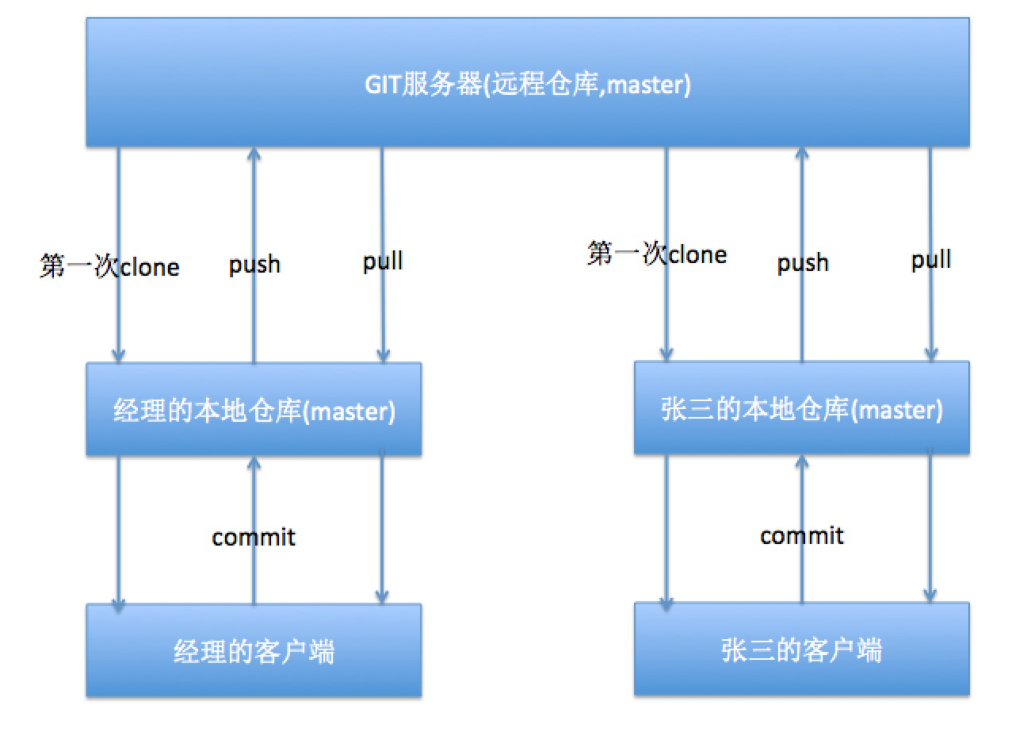 GIT服务器(远程仓库,master)
第一次clone
push
pull
第一次clone
push
pull
经理的本地仓库(master)
张三的本地仓库(master)
commit
commit
经理的客户端
张三的客户端